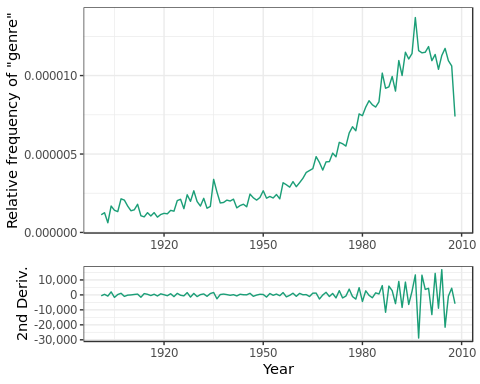 Relative frequency of "genre"
0.000010
0.000005
0.000000
1920 1950 1980 2010
2nd Deriv.
10,000
0
-10,000
-20,000
-30,000
1920 1950 1980 2010
Year